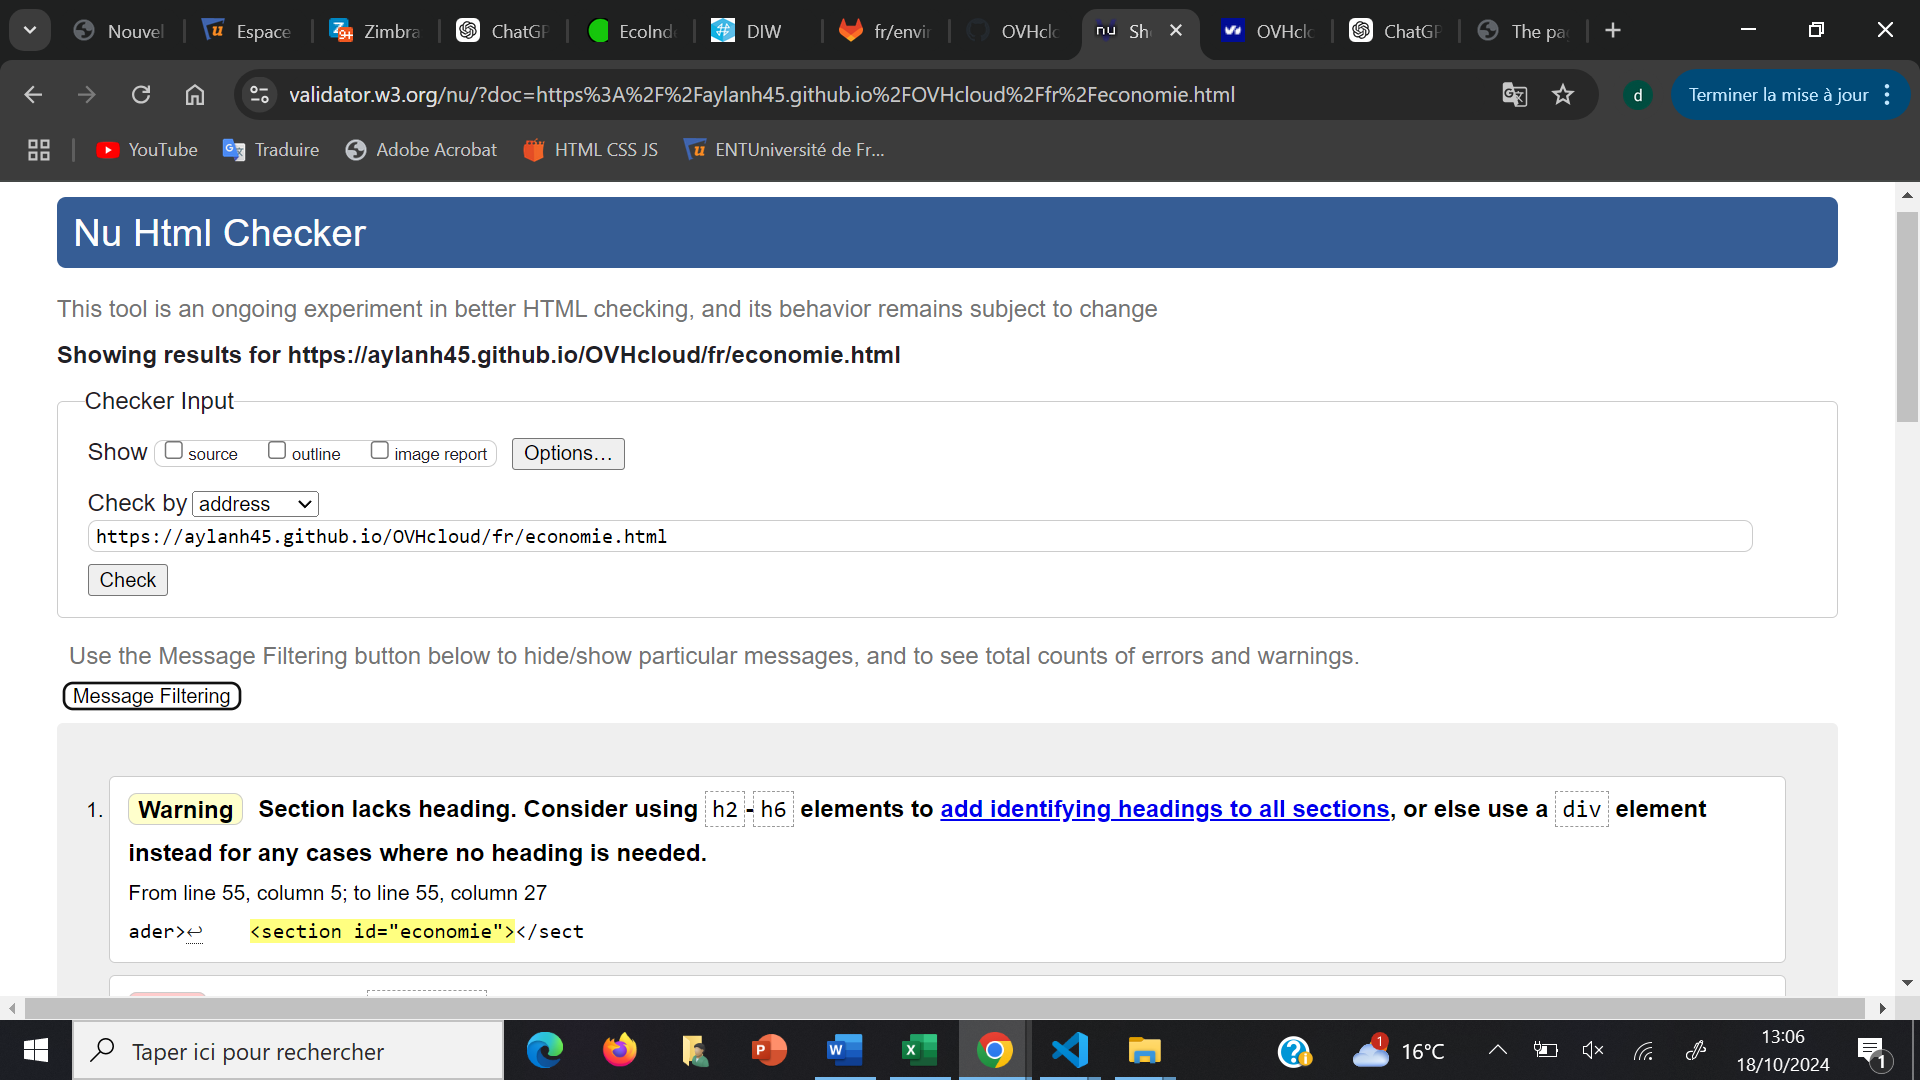 Nouvel
Espace
Zimbra
ChatGP
EcoInde
DIW
fr/envir
OVHclo
Sh
OVHclo
ChatGP
The pa
validator.w3.org/nu/?doc=https%3A%2F%2Faylanh45.github.io%2FOVHcloud%2Ffr%2Feconomie.html
d
Terminer la mise à jour
YouTube
Traduire
Adobe Acrobat
HTML CSS JS
ENTUniversité de Fr...
Nu Html Checker
This tool is an ongoing experiment in better HTML checking, and its behavior remains subject to change
Showing results for https://aylanh45.github.io/OVHcloud/fr/economie.html
Checker Input
Show source outline image report Options...
Check by address
https://aylanh45.github.io/OVHcloud/fr/economie.html
Check
Use the Message Filtering button below to hide/show particular messages, and to see total counts of errors and warnings.
Message Filtering
1. Warning Section lacks heading. Consider using h2-h6 elements to add identifying headings to all sections, or else use a div element
instead for any cases where no heading is needed.
From line 55, column 5; to line 55, column 27
ader>↩ <section id="economie"></sect
Taper ici pour rechercher
1
16°C
13:06
18/10/2024
1